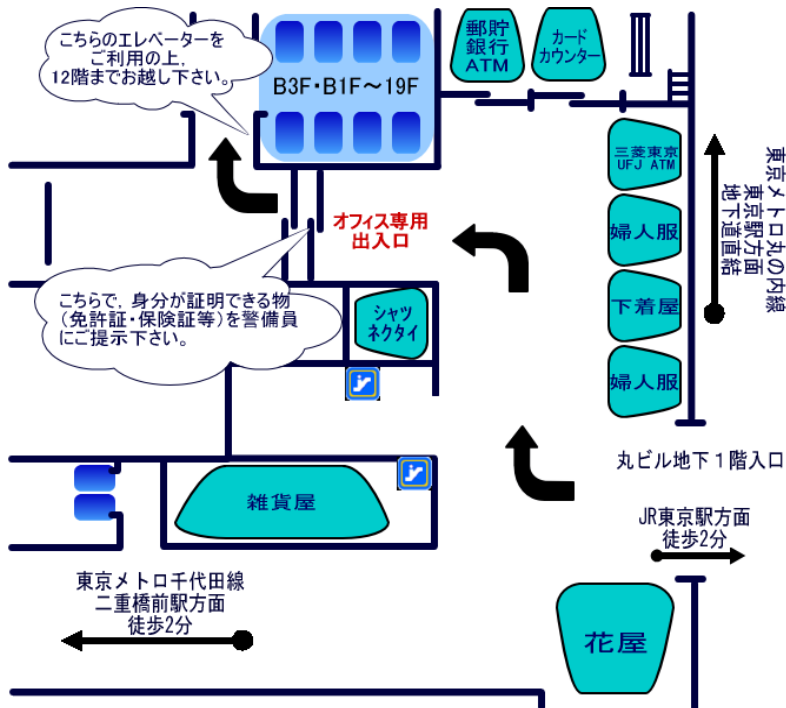 こちらのエレベーターを
ご利用の上,
12階までお越し下さい。
B3F・B1F～19F
郵貯
銀行
ATM
カード
カウンター
三菱東京
UFJ ATM
婦人服
下着屋
婦人服
東京メトロ丸の内線
東京駅方面
地下道直結
オフィス専用
出入口
こちらで, 身分が証明できる物
(免許証・保険証等)を警備員
にご提示下さい。
シャツ
ネクタイ
丸ビル地下1階入口
雑貨屋
JR東京駅方面
徒歩2分
東京メトロ千代田線
二重橋前駅方面
徒歩2分
花屋